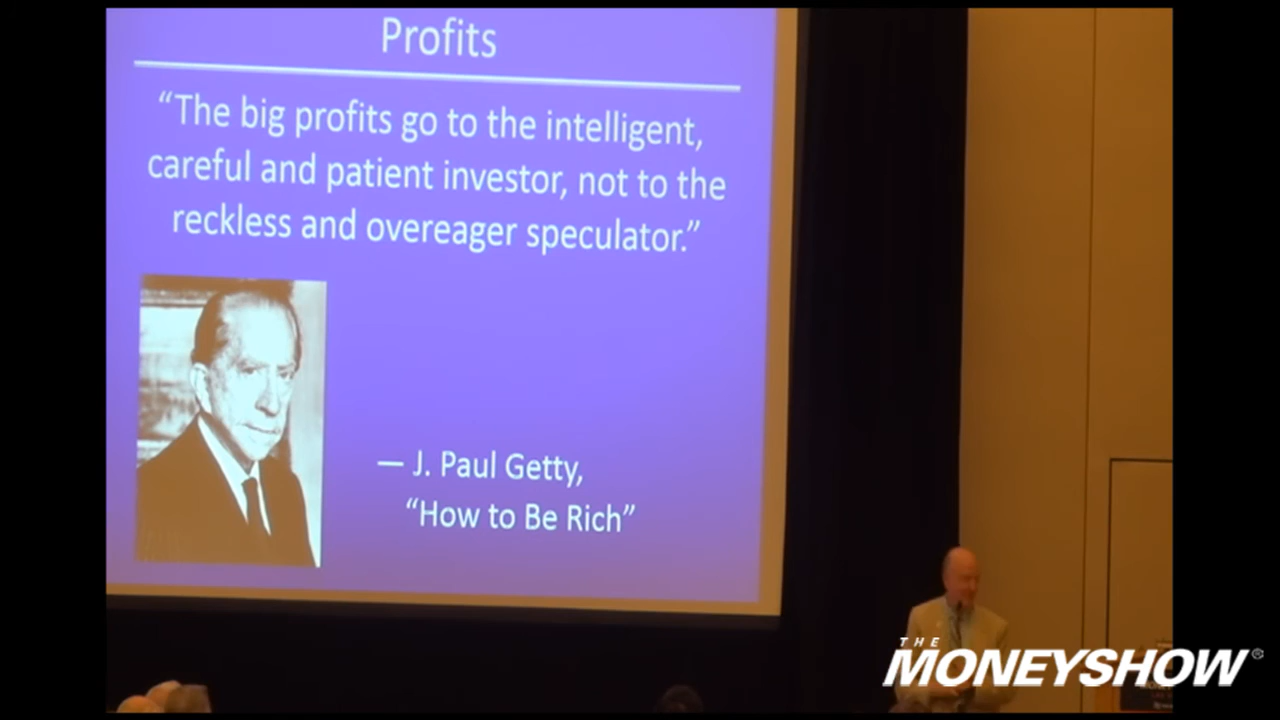 Profits
“The big profits go to the intelligent,
careful and patient investor, not to the
reckless and overeager speculator.”
— J. Paul Getty,
“How to Be Rich”
THE
MONEYSHOW®